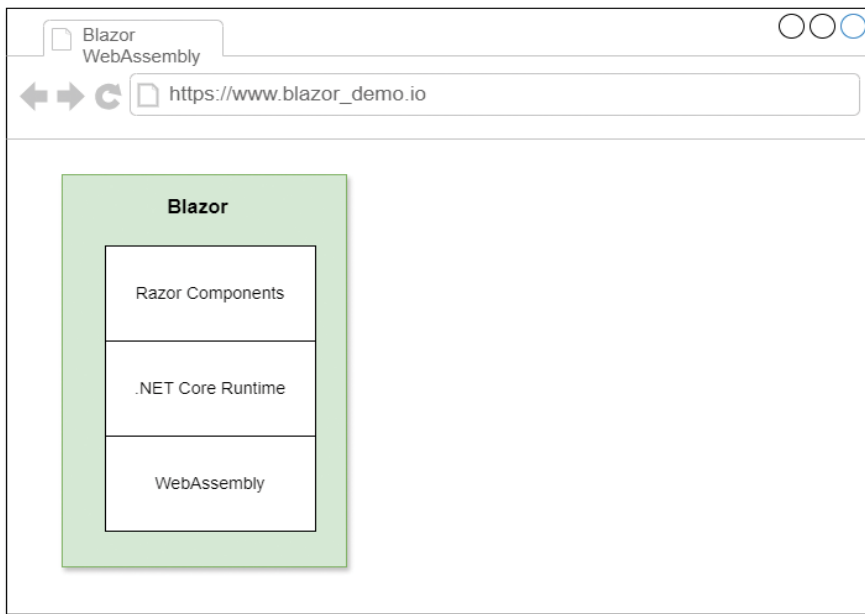 Blazor
WebAssembly
https://www.blazor_demo.io
Blazor
Razor Components
.NET Core Runtime
WebAssembly